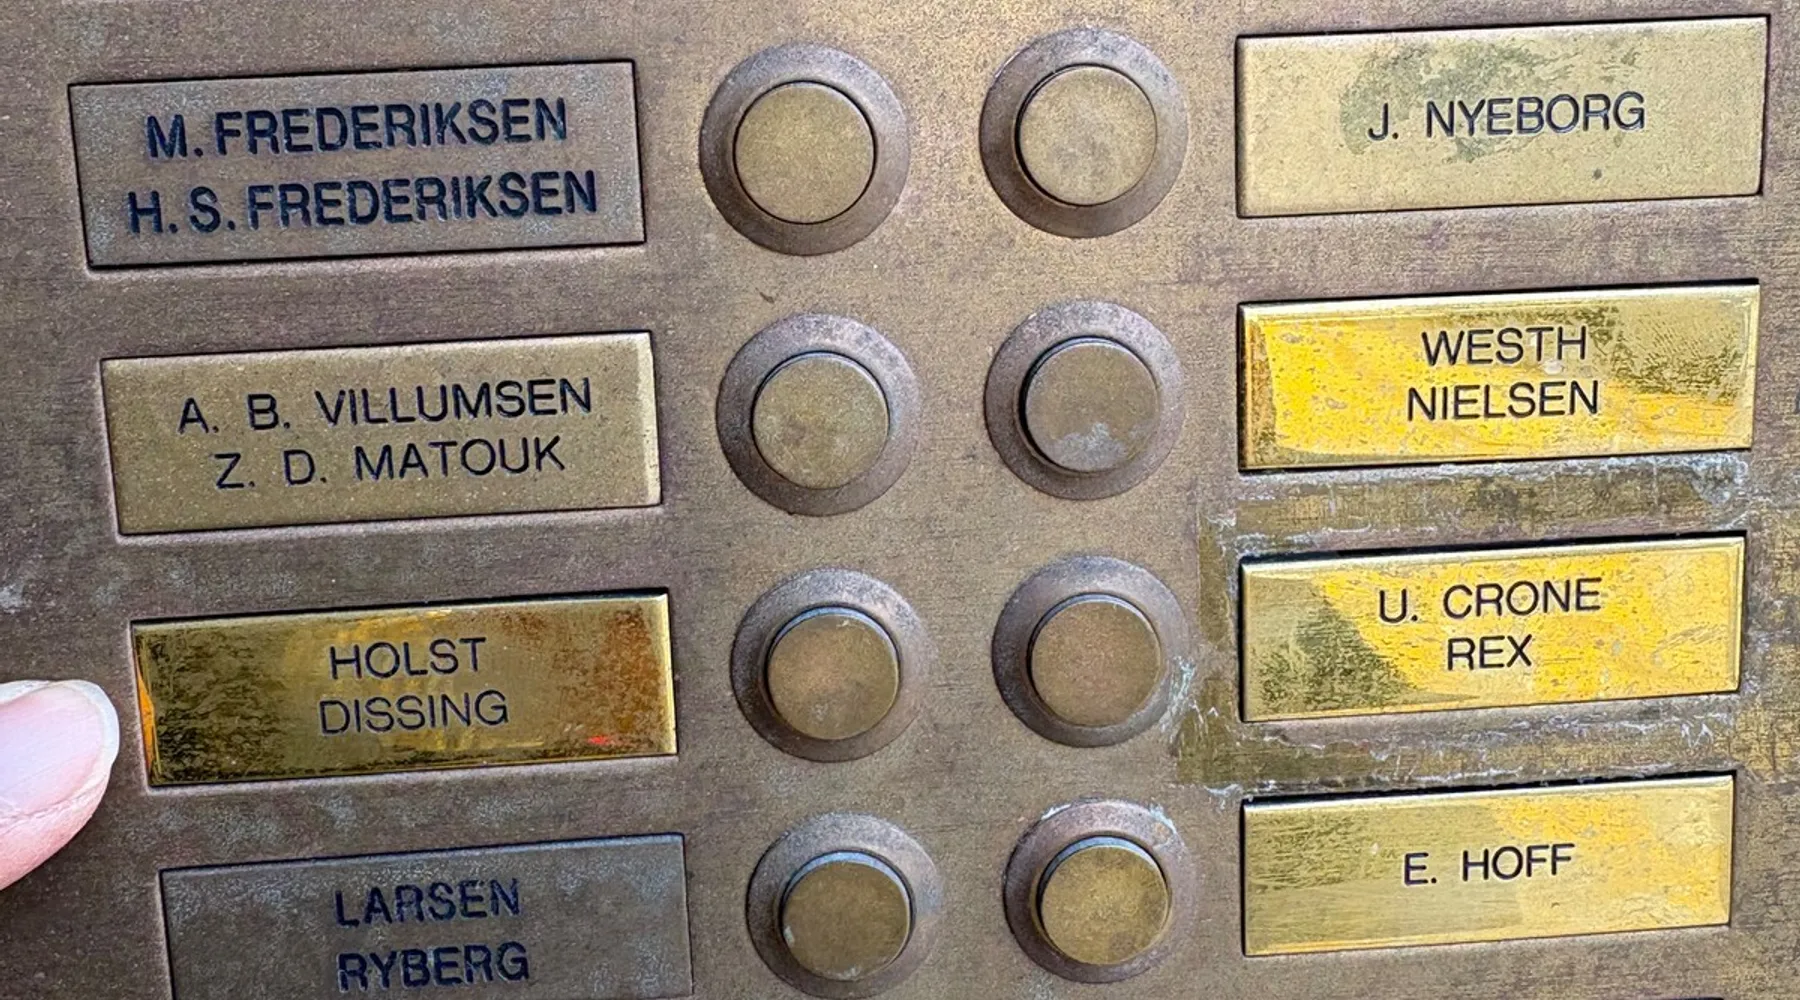 M. FREDERIKSEN
H. S. FREDERIKSEN
J. NYEBORG
A. B. VILLUMSEN
Z. D. MATOUK
WESTH
NIELSEN
HOLST
DISSING
U. CRONE
REX
LARSEN
RYBERG
E. HOFF